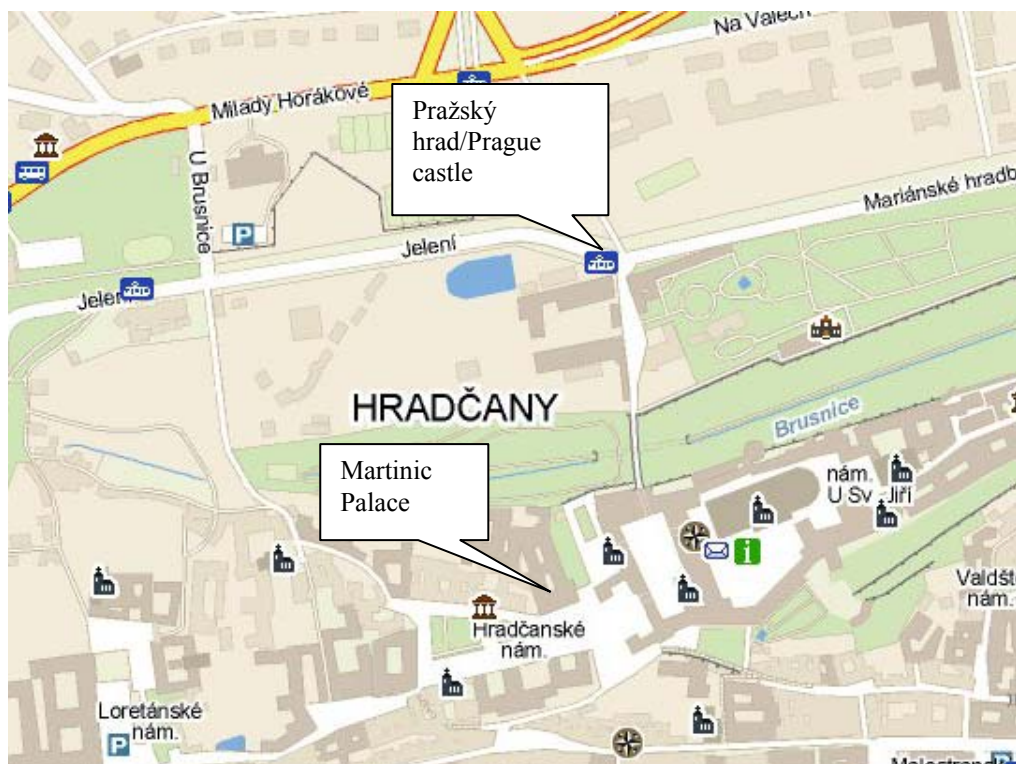 Na Valech
Milady Horákové
Pražský
hrad/Prague
castle
U Brusnice
Mariánské hradb
P
Jelení
Jelení
HRADČANY
Brusnice
Martinic
Palace
nám.
U Sv. Jiří
i
Valdšt
nám.
Hradčanské
nám.
Loretánské
nám.
P